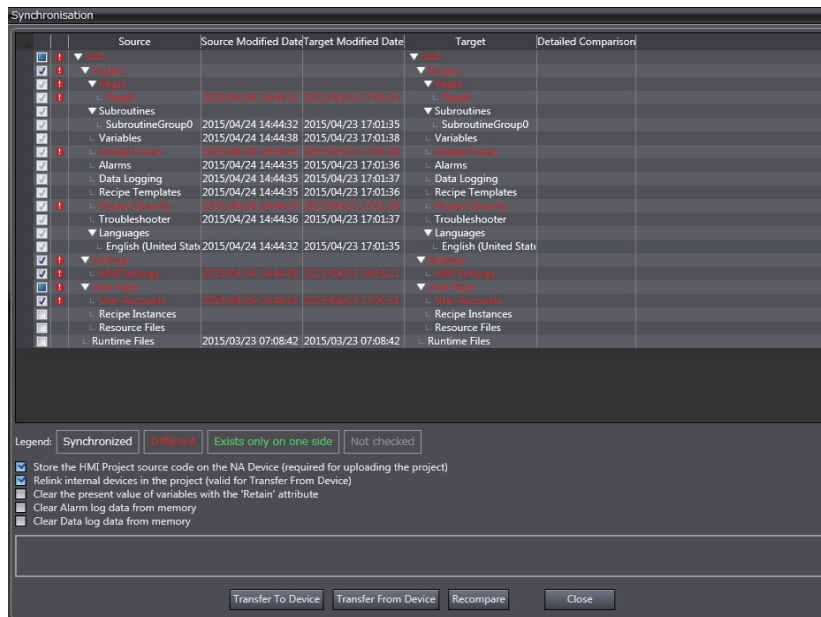 Synchronisation
Source Source Modified Date Target Modified Date Target Detailed Comparison
NA5 NA5
Project Project
Pages Pages
Page0 2015/04/24 14:44:33 2015/04/23 17:01:35 Page0
Subroutines Subroutines
SubroutineGroup0 2015/04/24 14:44:32 2015/04/23 17:01:35 SubroutineGroup0
Variables 2015/04/24 14:44:38 2015/04/23 17:01:38 Variables
Global Events Global Events
Alarms 2015/04/24 14:44:35 2015/04/23 17:01:36 Alarms
Data Logging 2015/04/24 14:44:35 2015/04/23 17:01:37 Data Logging
Recipe Templates 2015/04/24 14:44:35 2015/04/23 17:01:36 Recipe Templates
Project Security Project Security
Troubleshooter 2015/04/24 14:44:36 2015/04/23 17:01:37 Troubleshooter
Languages Languages
English (United Stat 2015/04/24 14:44:32 2015/04/23 17:01:35 English (United Stat
Settings Settings
HMI Settings HMI Settings
User Data User Data
User Accounts User Accounts
Recipe Instances Recipe Instances
Resource Files Resource Files
Runtime Files 2015/03/23 07:08:42 2015/03/23 07:08:42 Runtime Files
Legend: Synchronized Different Exists only on one side Not checked
Store the HMI Project source code on the NA Device (required for uploading the project)
Relink internal devices in the project (valid for Transfer From Device)
Clear the present value of variables with the 'Retain' attribute
Clear Alarm log data from memory
Clear Data log data from memory
Transfer To Device Transfer From Device Recompare Close